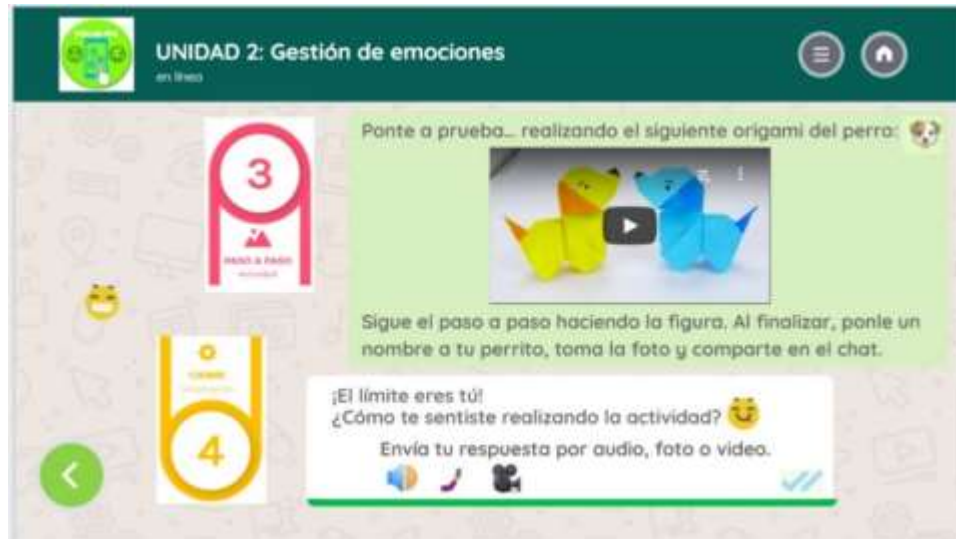 UNIDAD 2: Gestión de emociones
en línea
3
PASO A PASO
Ponte a prueba... realizando el siguiente origami del perro:
Sigue el paso a paso haciendo la figura. Al finalizar, ponle un
nombre a tu perrito, toma la foto y comparte en el chat.
4
¡El límite eres tú!
¿Cómo te sentiste realizando la actividad?
Envía tu respuesta por audio, foto o video.